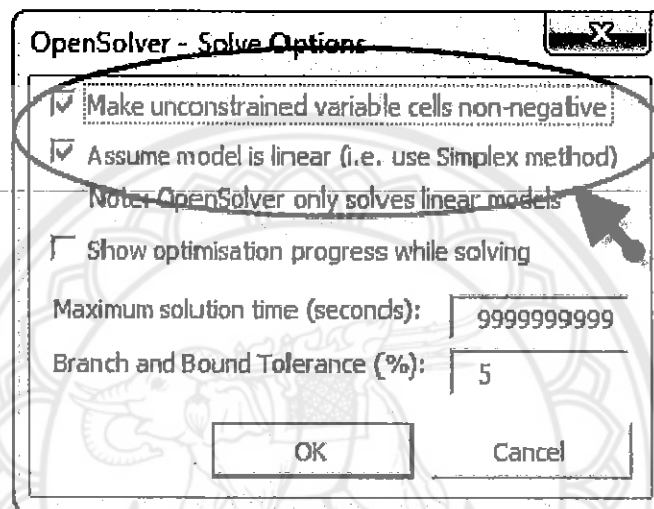 OpenSolver - Solve Options
Make unconstrained variable cells non-negative
Assume model is linear (i.e. use Simplex method)
Note: OpenSolver only solves linear models
Show optimisation progress while solving
Maximum solution time (seconds): 9999999999
Branch and Bound Tolerance (%): 5
OK Cancel